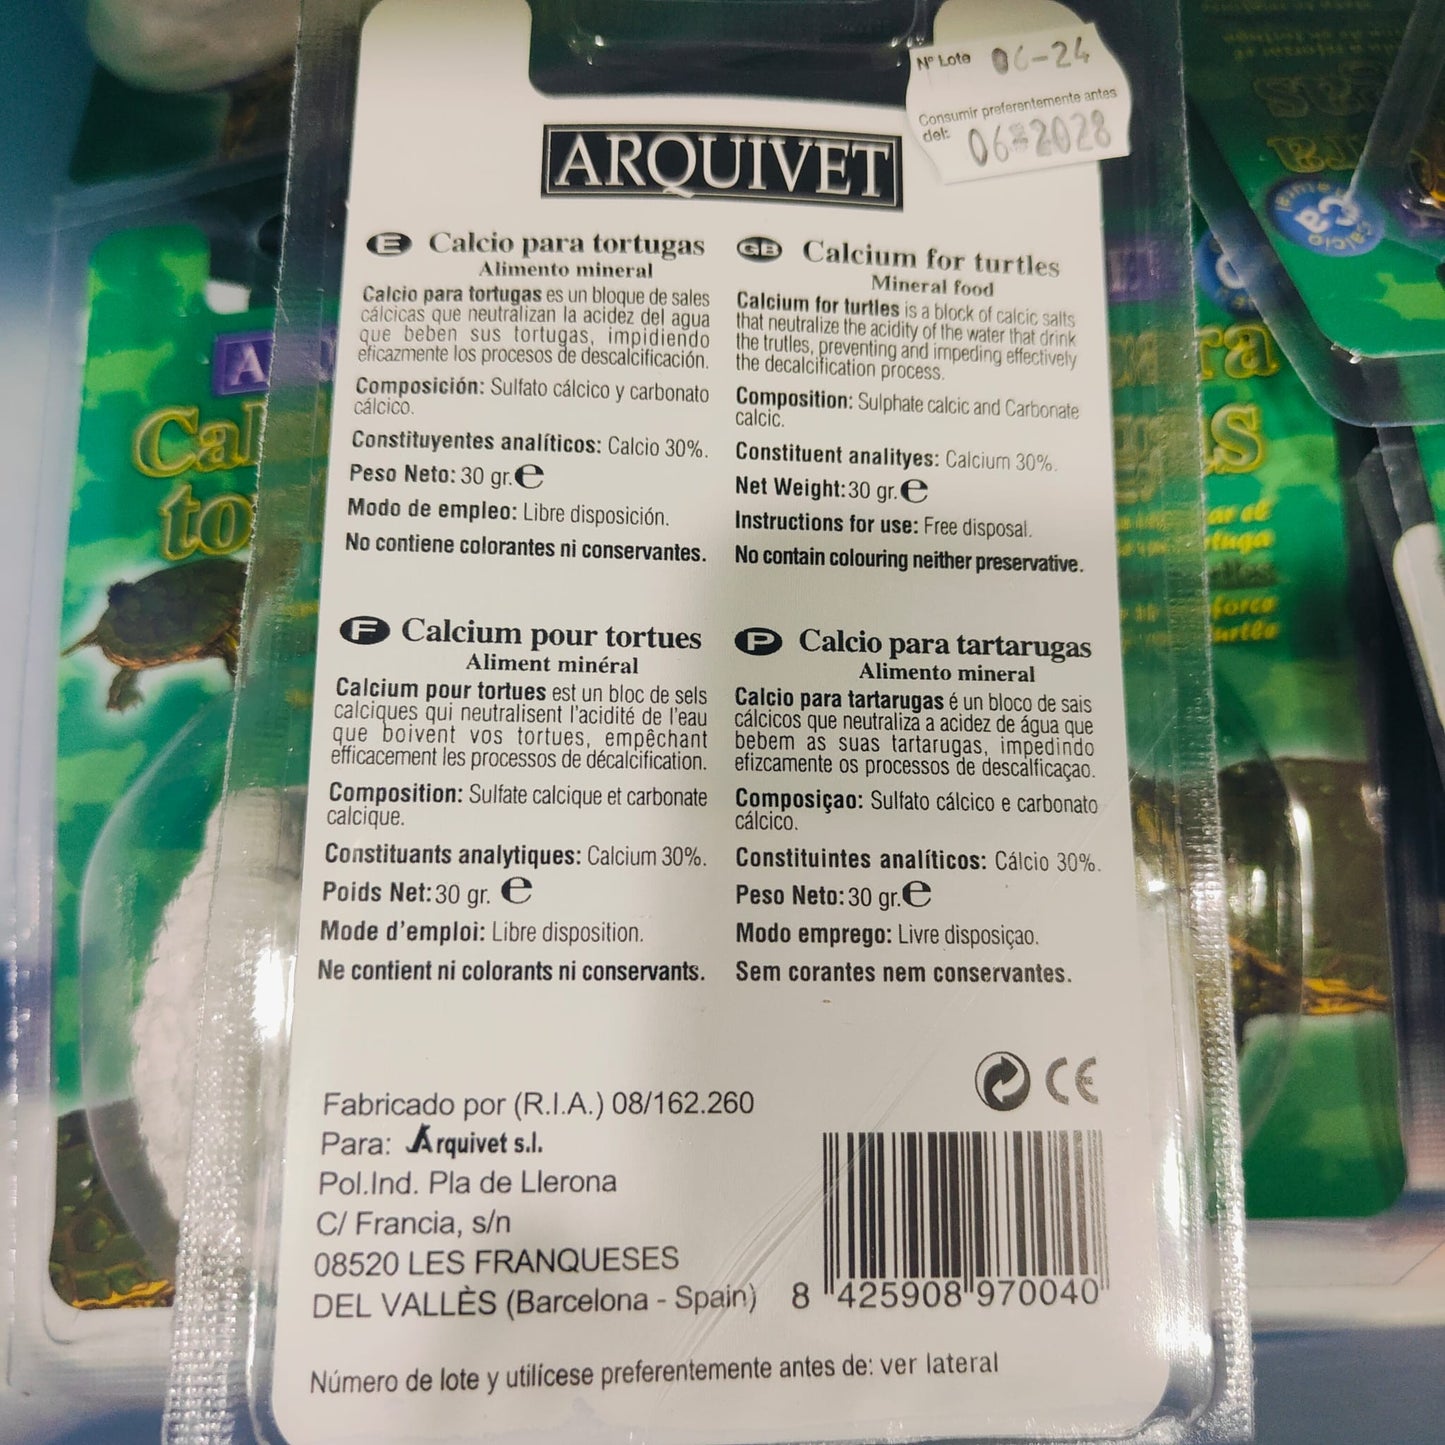 Nº Lote 06-24
Consumir preferentemente antes
del: 06-2028
ARQUIVET
E Calcio para tortugas
Alimento mineral
Calcio para tortugas es un bloque de sales
cálcicas que neutralizan la acidez del agua
que beben sus tortugas, impidiendo
eficazmente los procesos de descalcificación.
Composición: Sulfato cálcico y carbonato
cálcico.
Constituyentes analíticos: Calcio 30%.
Peso Neto: 30 gr. e
Modo de empleo: Libre disposición.
No contiene colorantes ni conservantes.
GB Calcium for turtles
Mineral food
Calcium for turtles is a block of calcic salts
that neutralize the acidity of the water that drink
the trutles, preventing and impeding effectively
the decalcification process.
Composition: Sulphate calcic and Carbonate
calcic.
Constituent analityes: Calcium 30%.
Net Weight: 30 gr. e
Instructions for use: Free disposal.
No contain colouring neither preservative.
F Calcium pour tortues
Aliment minéral
Calcium pour tortues est un bloc de sels
calciques qui neutralisent l'acidité de l'eau
que boivent vos tortues, empêchant
efficacement les processes de décalcification.
Composition: Sulfate calcique et carbonate
calcique.
Constituants analytiques: Calcium 30%.
Poids Net: 30 gr. e
Mode d'emploi: Libre disposition.
Ne contient ni colorants ni conservants.
P Calcio para tartarugas
Alimento mineral
Calcio para tartarugas é un bloco de sais
cálcicos que neutraliza a acidez de água que
bebem as suas tartarugas, impedindo
efizcamente os processos de descalficaçao.
Composiçao: Sulfato cálcico e carbonato
cálcico.
Constituintes analíticos: Cálcio 30%.
Peso Neto: 30 gr. e
Modo emprego: Livre disposiçao.
Sem corantes nem conservantes.
CE
Fabricado por (R.I.A.) 08/162.260
Para: Arquivet s.l.
Pol.Ind. Pla de Llerona
C/ Francia, s/n
08520 LES FRANQUESES
DEL VALLÈS (Barcelona - Spain)
8 425908 970040
Número de lote y utilícese preferentemente antes de: ver lateral